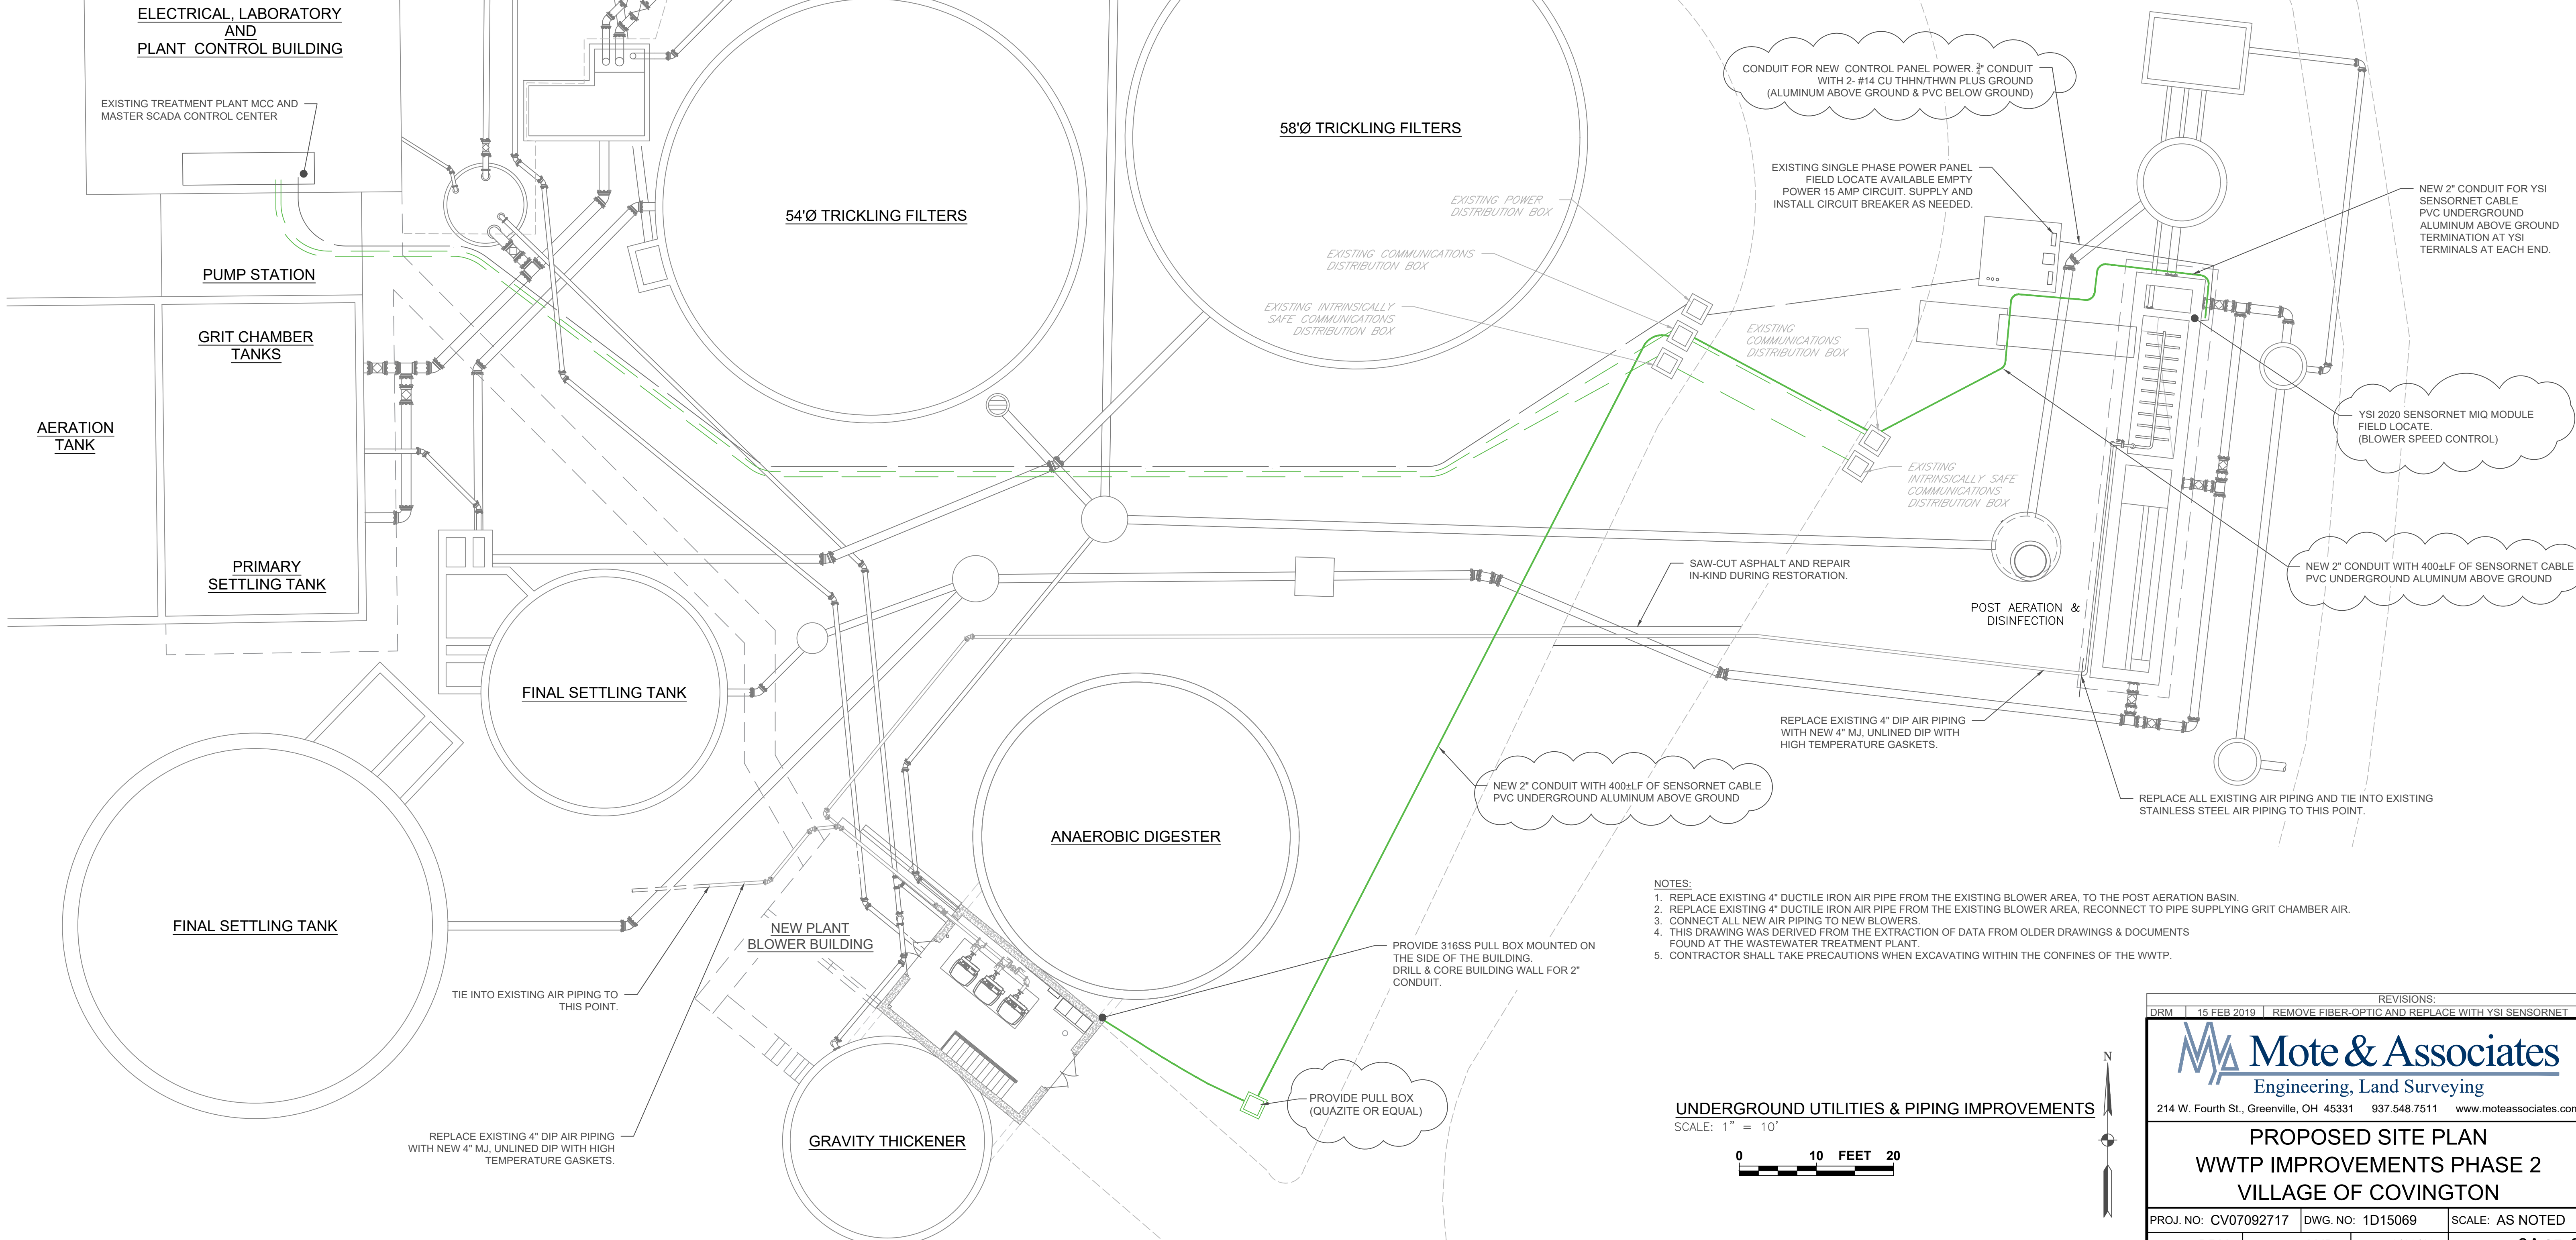 ELECTRICAL, LABORATORY
AND
PLANT CONTROL BUILDING
EXISTING TREATMENT PLANT MCC AND
MASTER SCADA CONTROL CENTER
PUMP STATION
GRIT CHAMBER
TANKS
AERATION
TANK
PRIMARY
SETTLING TANK
54'Ø TRICKLING FILTERS
58'Ø TRICKLING FILTERS
CONDUIT FOR NEW CONTROL PANEL POWER. 3/4" CONDUIT
WITH 2- #14 CU THHN/THWN PLUS GROUND
(ALUMINUM ABOVE GROUND & PVC BELOW GROUND)
EXISTING SINGLE PHASE POWER PANEL
FIELD LOCATE AVAILABLE EMPTY
POWER 15 AMP CIRCUIT. SUPPLY AND
INSTALL CIRCUIT BREAKER AS NEEDED.
NEW 2" CONDUIT FOR YSI
SENSORNET CABLE
PVC UNDERGROUND
ALUMINUM ABOVE GROUND
TERMINATION AT YSI
TERMINALS AT EACH END.
EXISTING POWER
DISTRIBUTION BOX
EXISTING COMMUNICATIONS
DISTRIBUTION BOX
EXISTING INTRINSICALLY
SAFE COMMUNICATIONS
DISTRIBUTION BOX
EXISTING
COMMUNICATIONS
DISTRIBUTION BOX
EXISTING
INTRINSICALLY SAFE
COMMUNICATIONS
DISTRIBUTION BOX
YSI 2020 SENSORNET MIQ MODULE
FIELD LOCATE.
(BLOWER SPEED CONTROL)
NEW 2" CONDUIT WITH 400±LF OF SENSORNET CABLE
PVC UNDERGROUND ALUMINUM ABOVE GROUND
SAW-CUT ASPHALT AND REPAIR
IN-KIND DURING RESTORATION.
POST AERATION &
DISINFECTION
FINAL SETTLING TANK
REPLACE EXISTING 4" DIP AIR PIPING
WITH NEW 4" MJ, UNLINED DIP WITH
HIGH TEMPERATURE GASKETS.
NEW 2" CONDUIT WITH 400±LF OF SENSORNET CABLE
PVC UNDERGROUND ALUMINUM ABOVE GROUND
REPLACE ALL EXISTING AIR PIPING AND TIE INTO EXISTING
STAINLESS STEEL AIR PIPING TO THIS POINT.
ANAEROBIC DIGESTER
FINAL SETTLING TANK
NEW PLANT
BLOWER BUILDING
NOTES:
1. REPLACE EXISTING 4" DUCTILE IRON AIR PIPE FROM THE EXISTING BLOWER AREA, TO THE POST AERATION BASIN.
2. REPLACE EXISTING 4" DUCTILE IRON AIR PIPE FROM THE EXISTING BLOWER AREA, RECONNECT TO PIPE SUPPLYING GRIT CHAMBER AIR.
3. CONNECT ALL NEW AIR PIPING TO NEW BLOWERS.
4. THIS DRAWING WAS DERIVED FROM THE EXTRACTION OF DATA FROM OLDER DRAWINGS & DOCUMENTS
FOUND AT THE WASTEWATER TREATMENT PLANT.
5. CONTRACTOR SHALL TAKE PRECAUTIONS WHEN EXCAVATING WITHIN THE CONFINES OF THE WWTP.
PROVIDE 316SS PULL BOX MOUNTED ON
THE SIDE OF THE BUILDING.
DRILL & CORE BUILDING WALL FOR 2"
CONDUIT.
TIE INTO EXISTING AIR PIPING TO
THIS POINT.
PROVIDE PULL BOX
(QUAZITE OR EQUAL)
GRAVITY THICKENER
REPLACE EXISTING 4" DIP AIR PIPING
WITH NEW 4" MJ, UNLINED DIP WITH HIGH
TEMPERATURE GASKETS.
UNDERGROUND UTILITIES & PIPING IMPROVEMENTS
SCALE: 1" = 10'
0 10 FEET 20
N
REVISIONS:
DRM 15 FEB 2019 REMOVE FIBER-OPTIC AND REPLACE WITH YSI SENSORNET
Mote & Associates
Engineering, Land Surveying
214 W. Fourth St., Greenville, OH 45331 937.548.7511 www.moteassociates.com
PROPOSED SITE PLAN
WWTP IMPROVEMENTS PHASE 2
VILLAGE OF COVINGTON
PROJ. NO: CV07092717 DWG. NO: 1D15069 SCALE: AS NOTED